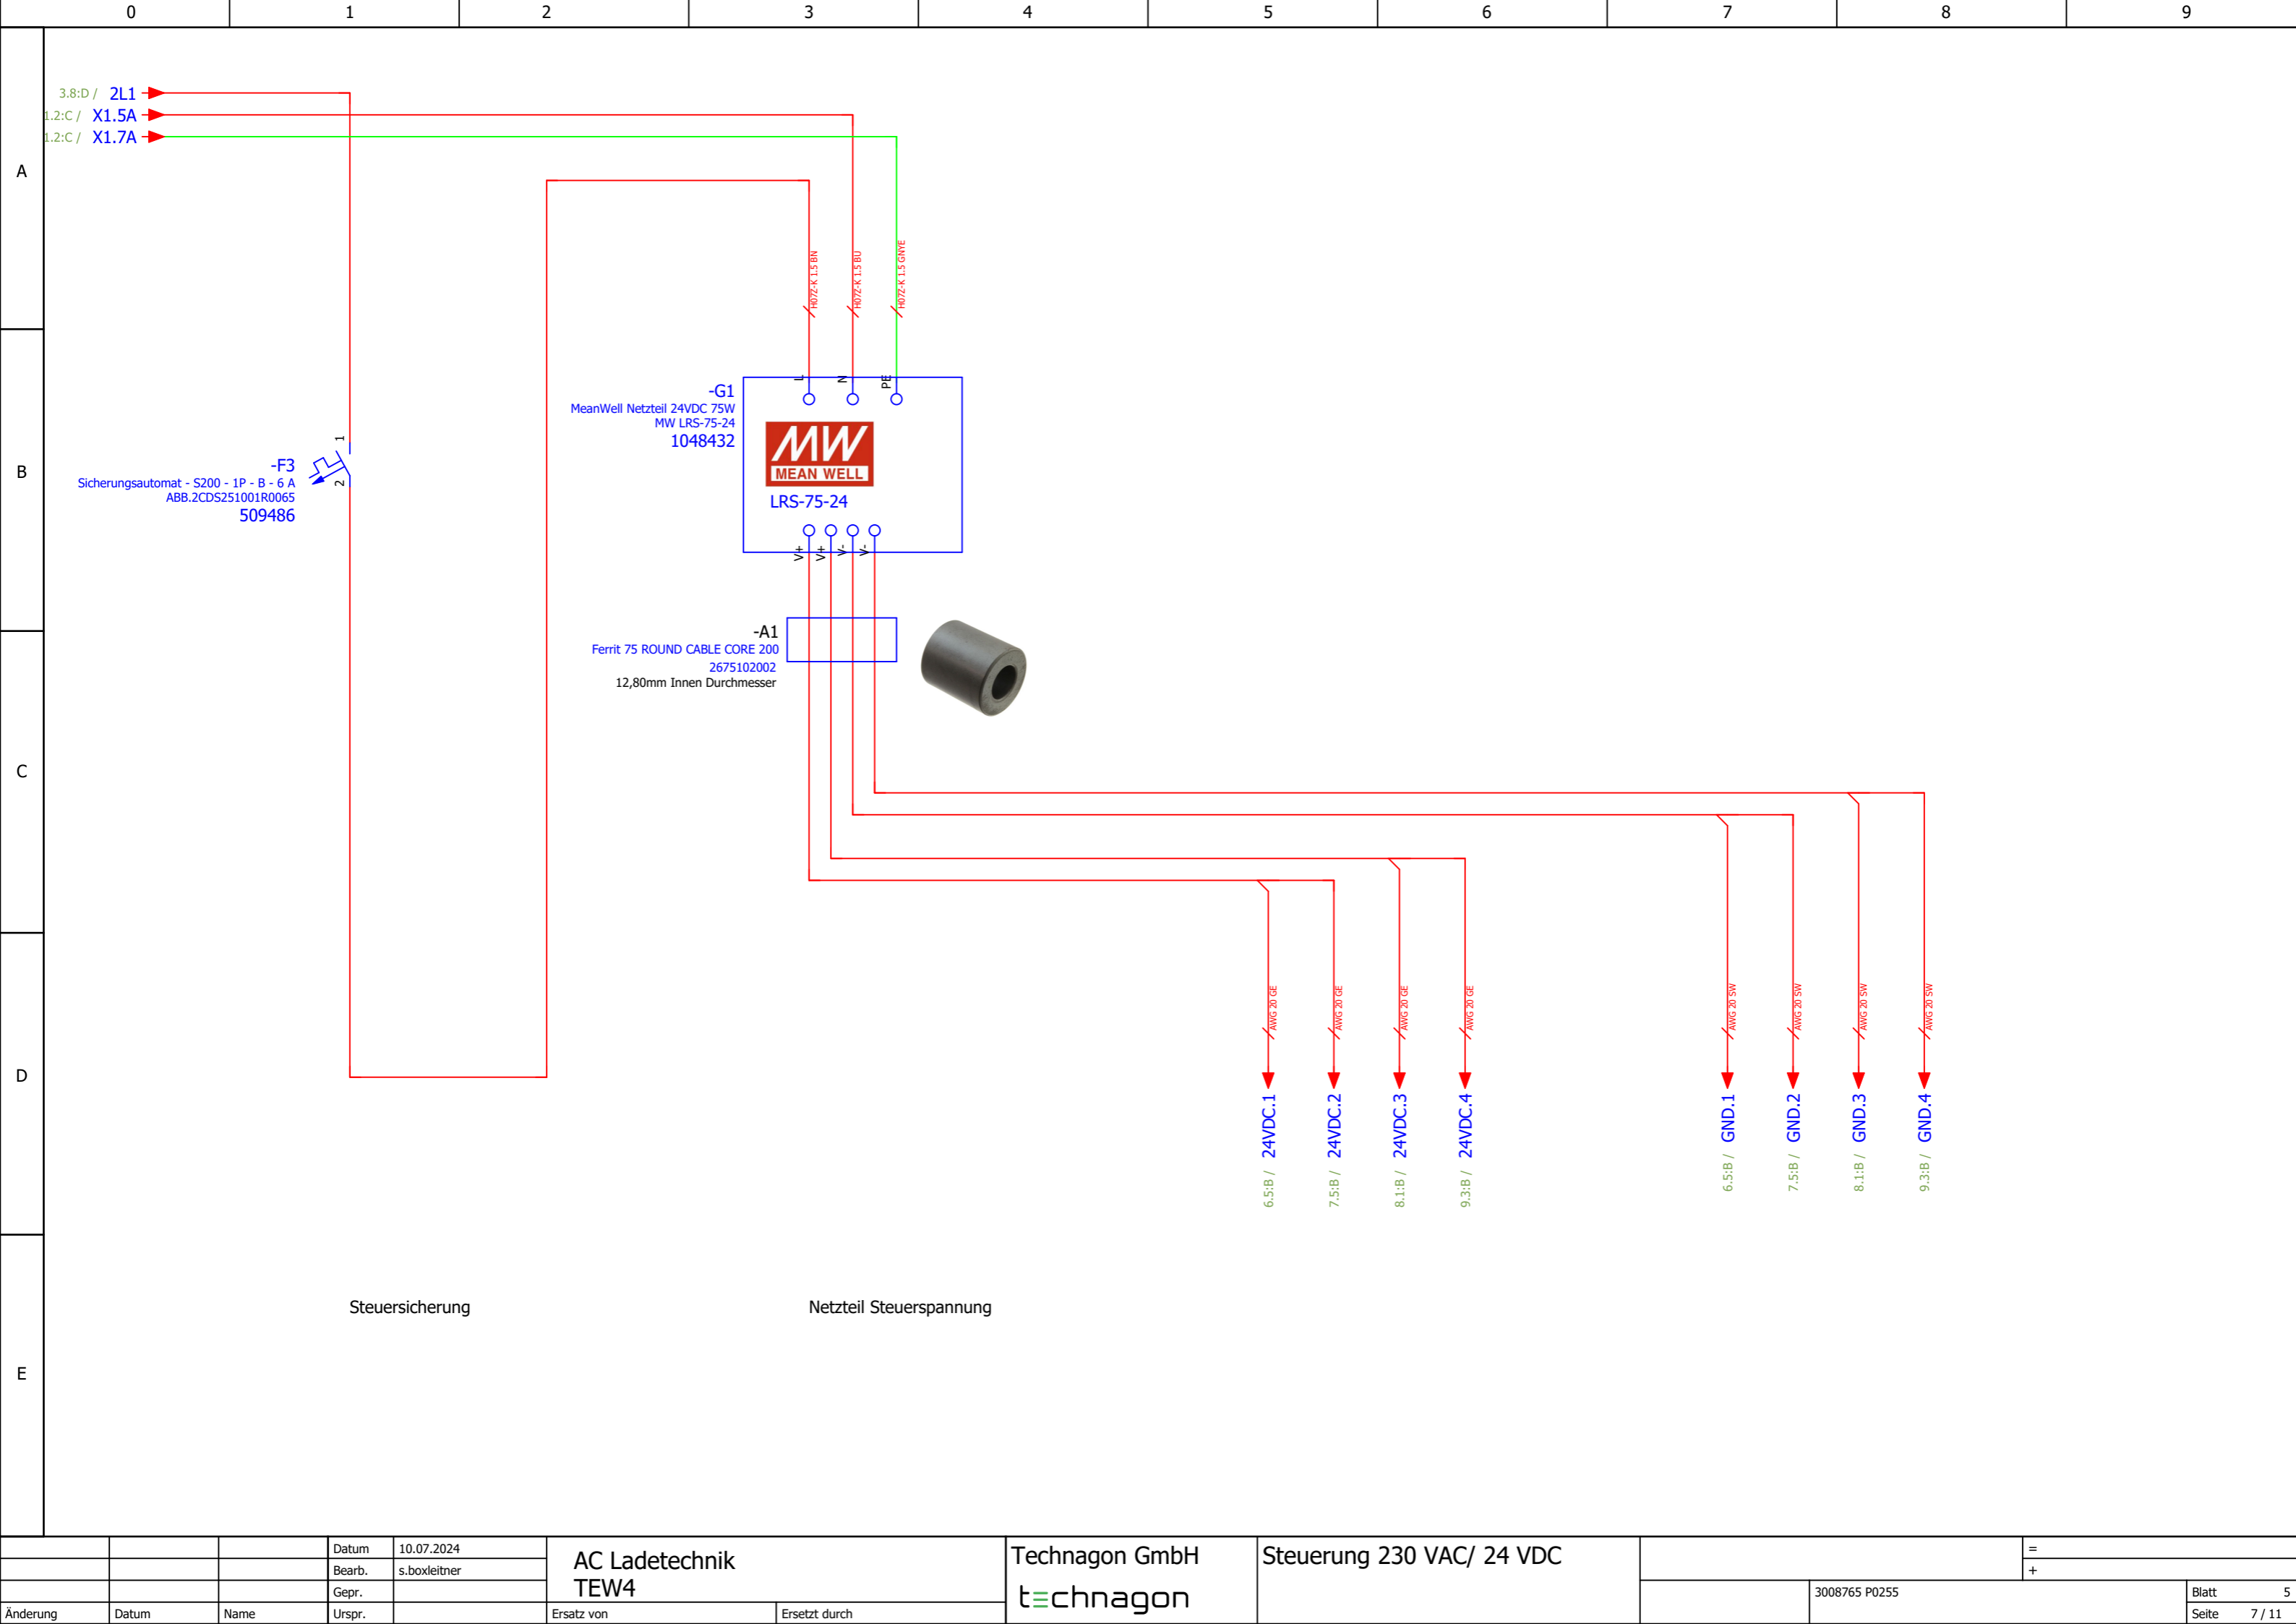 0 1 2 3 4 5 6 7 8 9
3.8:D / 2L1
1.2:C / X1.5A
1.2:C / X1.7A
A
B
C
D
E
H07Z-K 1.5 BN
H07Z-K 1.5 BU
H07Z-K 1.5 GNYE
L N PE
-G1
MeanWell Netzteil 24VDC 75W
MW LRS-75-24
1048432
MW
MEAN WELL
LRS-75-24
V+ V+ V- V-
1
2
-F3
Sicherungsautomat - S200 - 1P - B - 6 A
ABB.2CDS251001R0065
509486
-A1
Ferrit 75 ROUND CABLE CORE 200
2675102002
12,80mm Innen Durchmesser
AWG 20 GE
AWG 20 GE
AWG 20 GE
AWG 20 GE
AWG 20 SW
AWG 20 SW
AWG 20 SW
AWG 20 SW
6.5:B / 24VDC.1
7.5:B / 24VDC.2
8.1:B / 24VDC.3
9.3:B / 24VDC.4
6.5:B / GND.1
7.5:B / GND.2
8.1:B / GND.3
9.3:B / GND.4
Steuersicherung
Netzteil Steuerspannung
Datum 10.07.2024
Bearb. s.boxleitner
Gepr.
Änderung Datum Name Urspr.
AC Ladetechnik
TEW4
Ersatz von Ersetzt durch
Technagon GmbH
technagon
Steuerung 230 VAC/ 24 VDC
=
+
3008765 P0255
Blatt 5
Seite 7 / 11